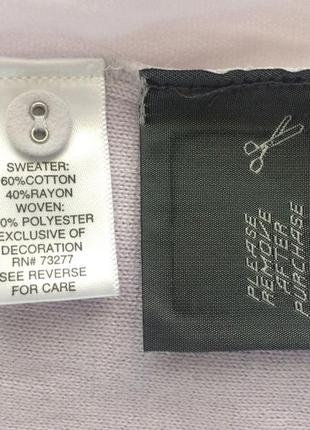 SWEATER:
60%COTTON
40%RAYON
WOVEN:
0% POLYESTER
EXCLUSIVE OF
DECORATION
RN# 73277
SEE REVERSE
FOR CARE
PLEASE
REMOVE
AFTER
PURCHASE